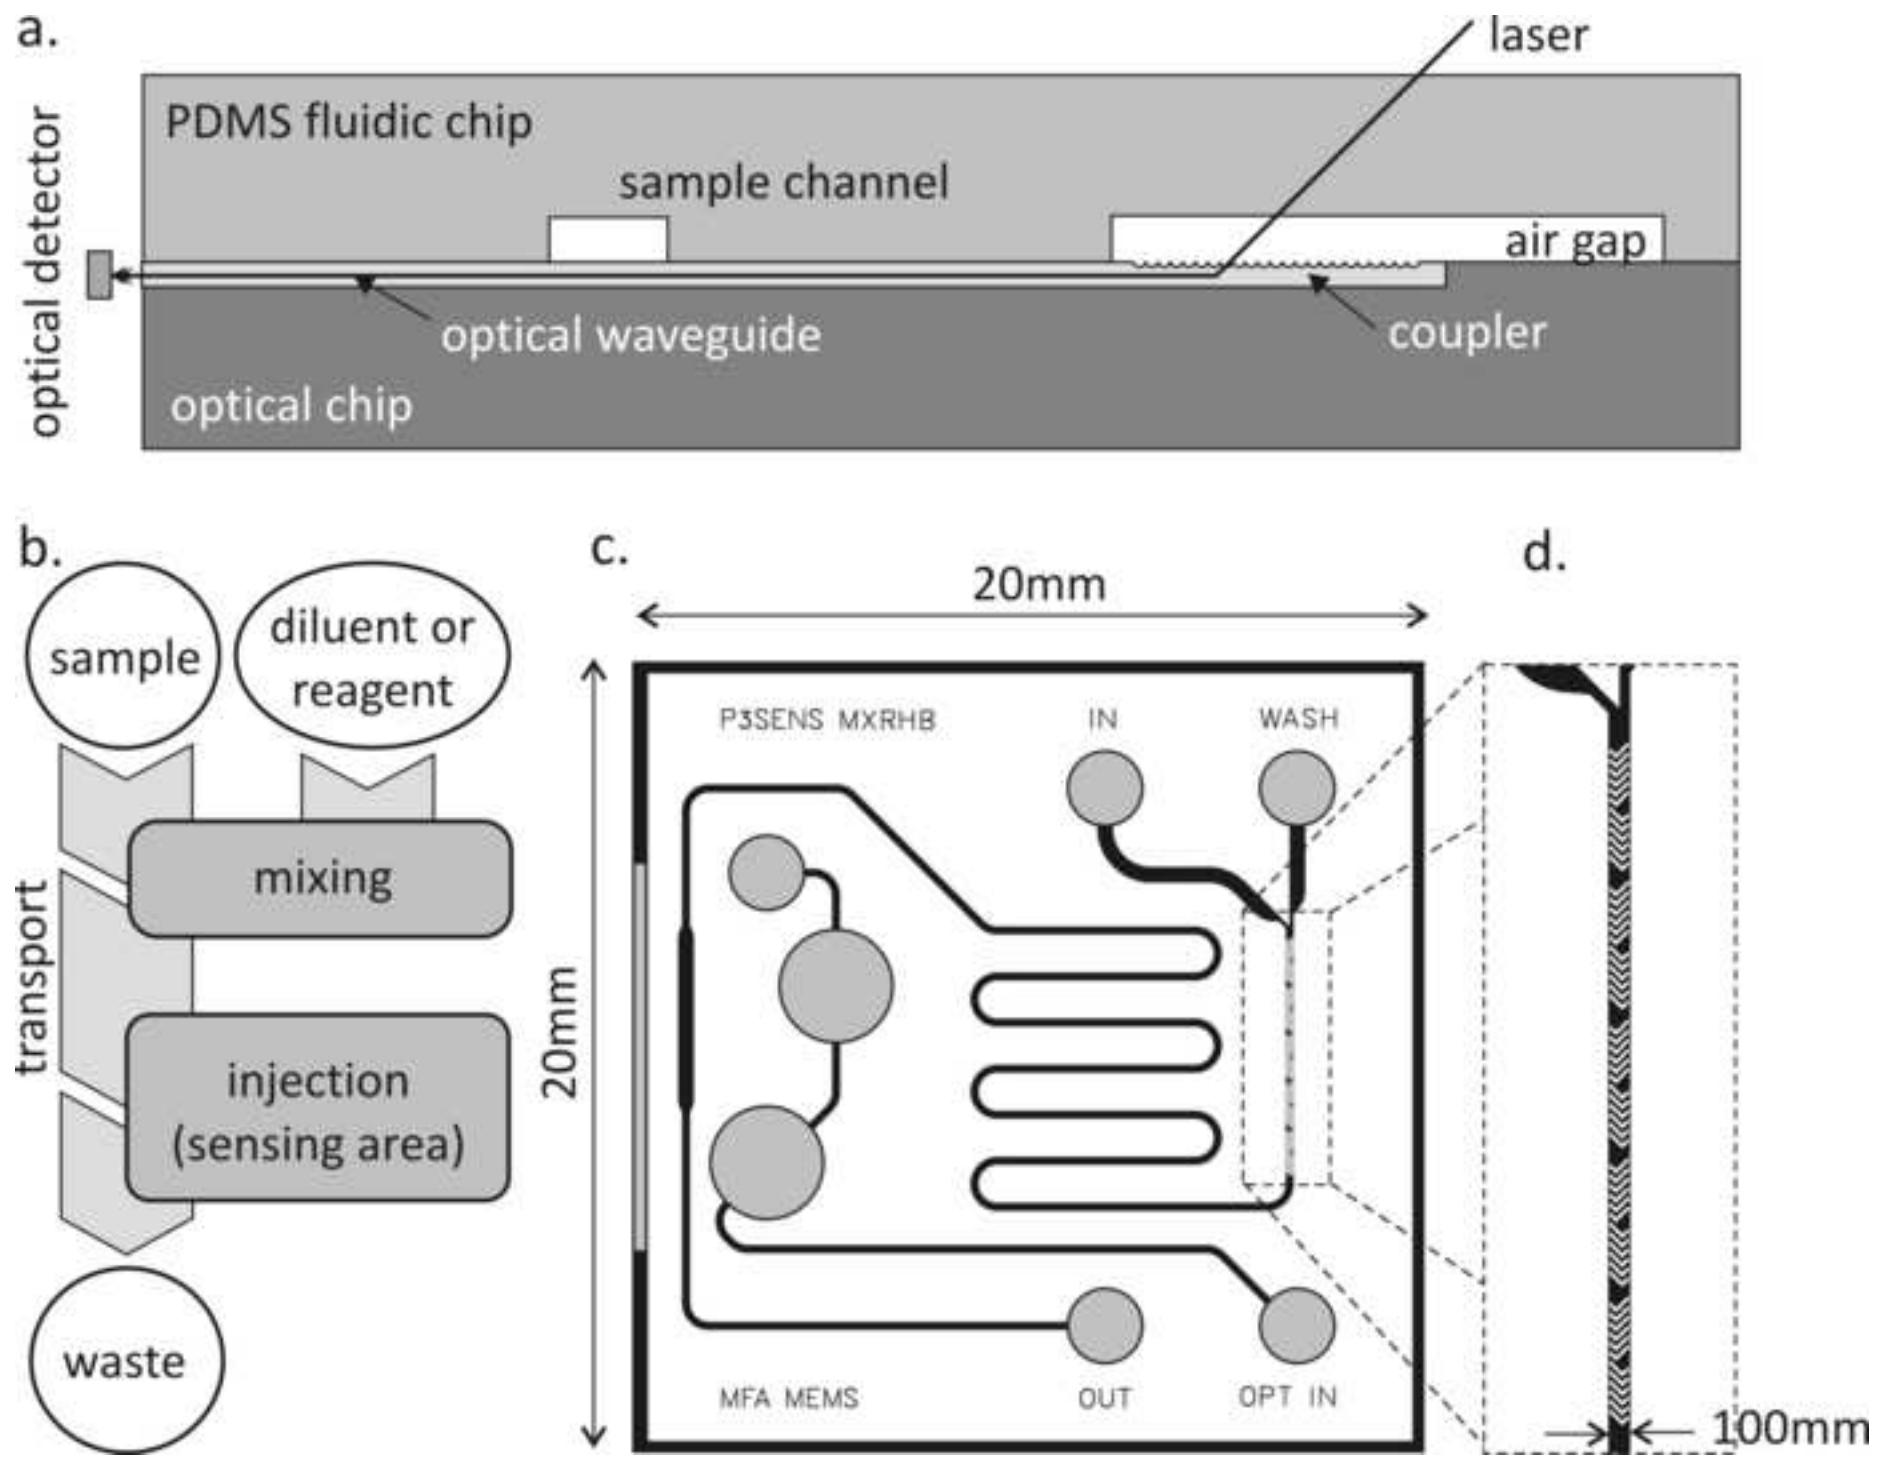 a.
laser
PDMS fluidic chip
sample channel
air gap
optical detector
optical waveguide
coupler
optical chip
b.
sample
diluent or
reagent
mixing
transport
injection
(sensing area)
waste
c.
20mm
20mm
P3SENS MXRHB
IN
WASH
MFA MEMS
OUT
OPT IN
d.
100mm